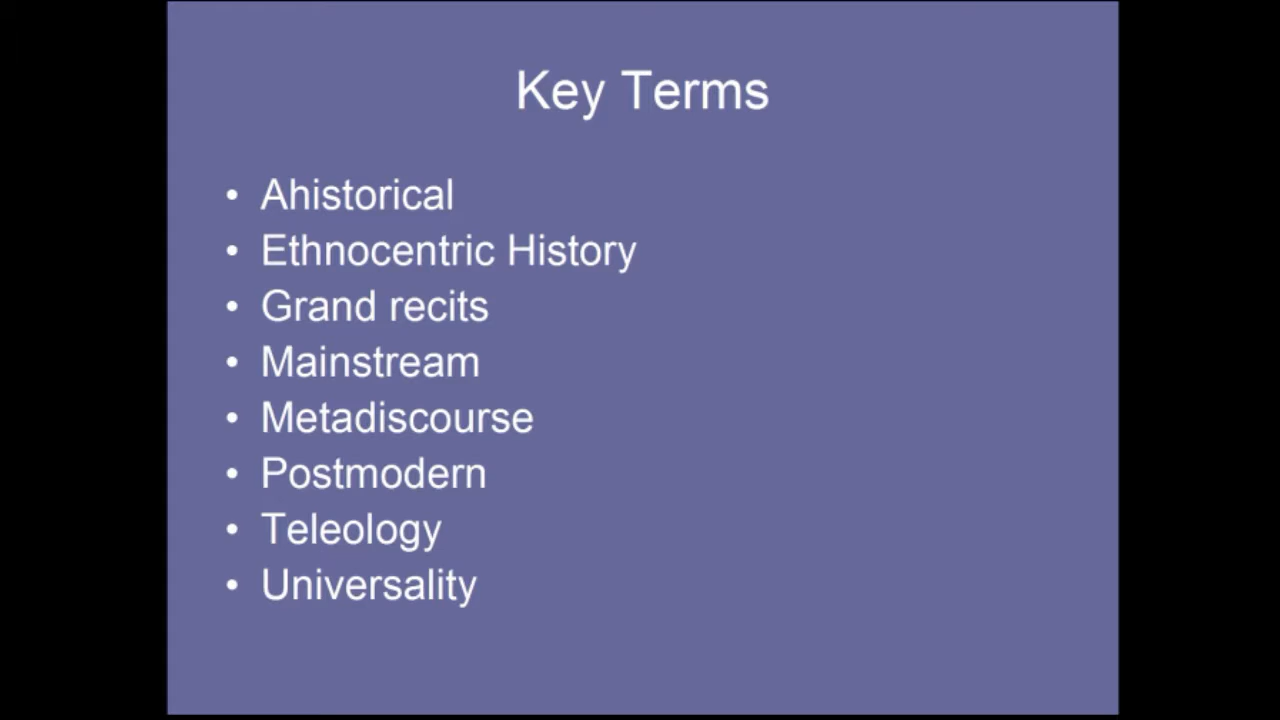 Key Terms
• Ahistorical
• Ethnocentric History
• Grand recits
• Mainstream
• Metadiscourse
• Postmodern
• Teleology
• Universality